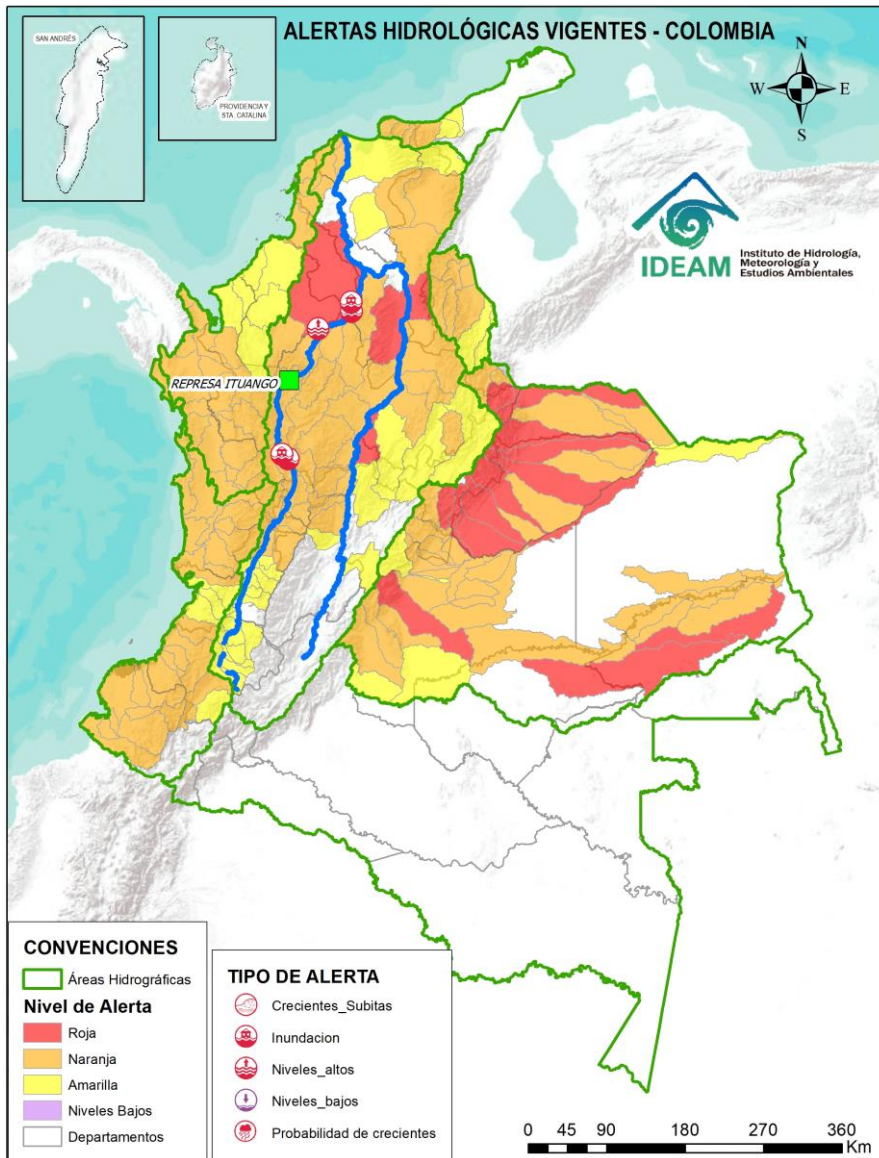 ALERTAS HIDROLÓGICAS VIGENTES - COLOMBIA
SAN ANDRÉS
PROVIDENCIA Y
STA. CATALINA
N
W
E
S
IDEAM
Instituto de Hidrología,
Meteorología y
Estudios Ambientales
REPRESA ITUANGO
CONVENCIONES
Áreas Hidrográficas
Nivel de Alerta
Roja
Naranja
Amarilla
Niveles Bajos
Departamentos
TIPO DE ALERTA
Crecientes_Subitas
Inundacion
Niveles_altos
Niveles_bajos
Probabilidad de crecientes
0 45 90 180 270 360
Km